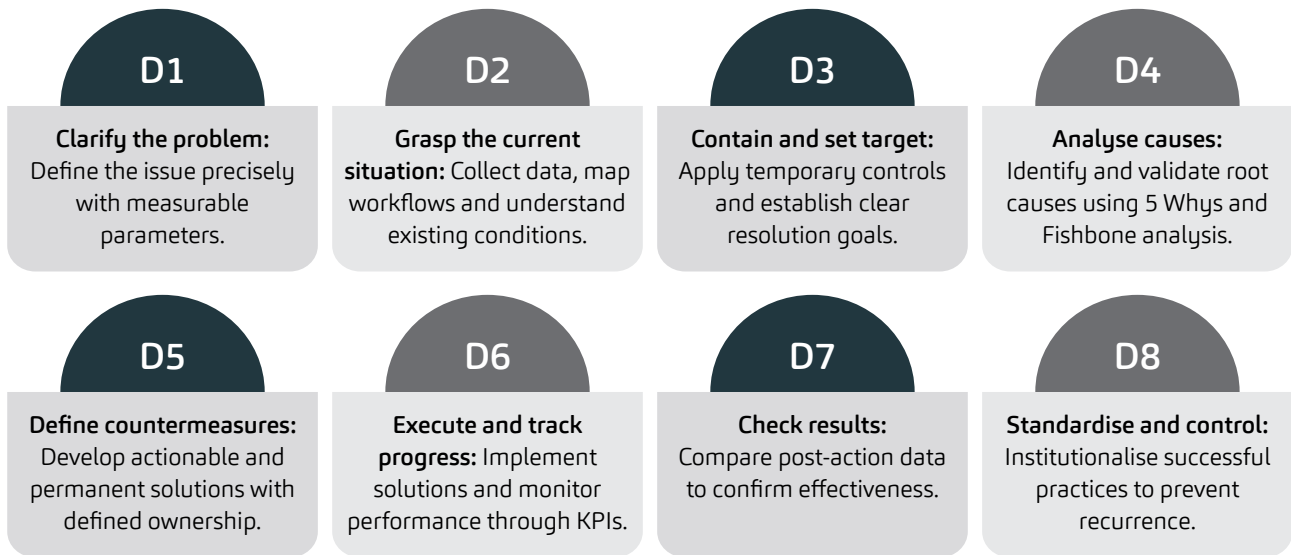 D1
Clarify the problem:
Define the issue precisely
with measurable
parameters.
D2
Grasp the current
situation: Collect data, map
workflows and understand
existing conditions.
D3
Contain and set target:
Apply temporary controls
and establish clear
resolution goals.
D4
Analyse causes:
Identify and validate root
causes using 5 Whys and
Fishbone analysis.
D5
Define countermeasures:
Develop actionable and
permanent solutions with
defined ownership.
D6
Execute and track
progress: Implement
solutions and monitor
performance through KPIs.
D7
Check results:
Compare post-action data
to confirm effectiveness.
D8
Standardise and control:
Institutionalise successful
practices to prevent
recurrence.